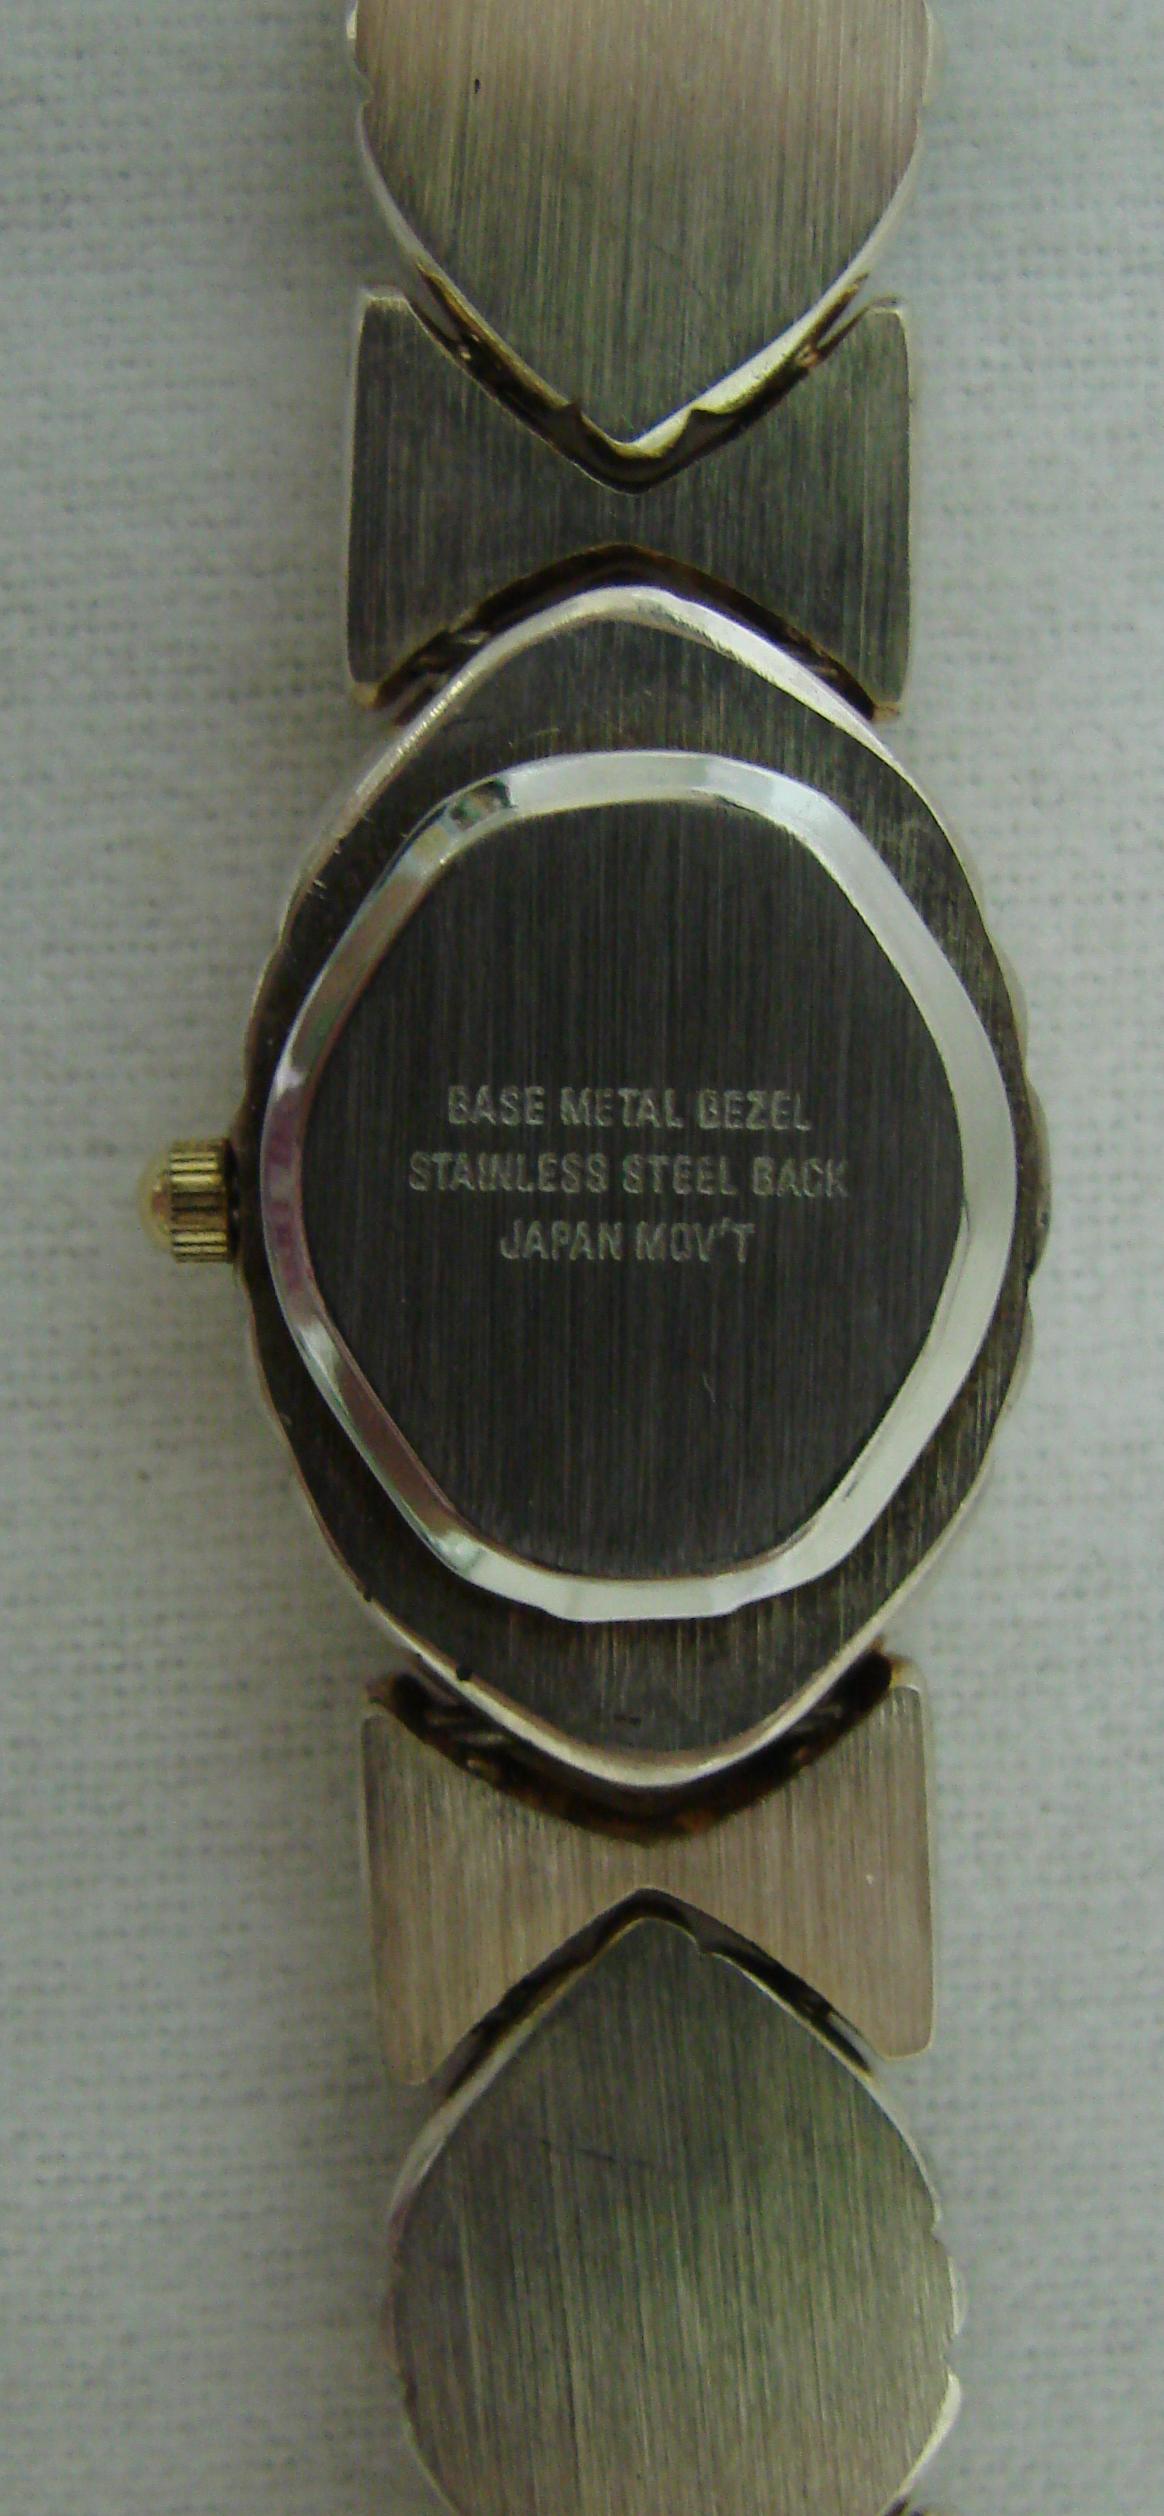 BASE METAL BEZEL
STAINLESS STEEL BACK
JAPAN MOV'T